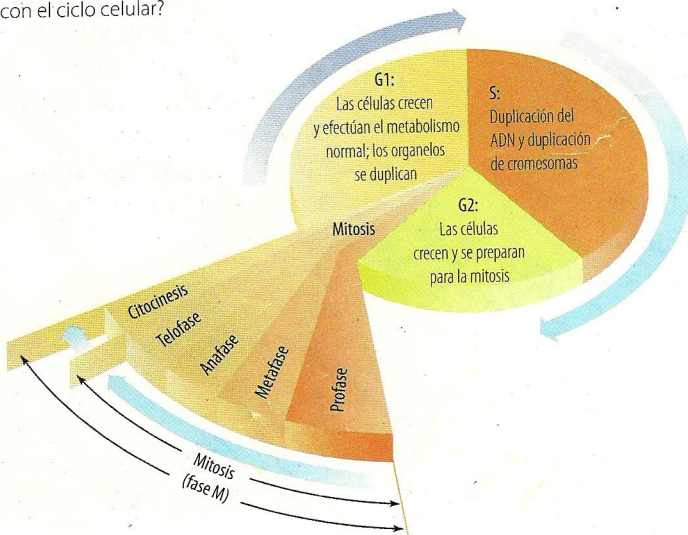 con el ciclo celular?
G1:
Las células crecen
y efectúan el metabolismo
normal; los organelos
se duplican
S:
Duplicación del
ADN y duplicación
de cromosomas
G2:
Las células
crecen y se preparan
para la mitosis
Mitosis
Citocinesis
Telofase
Anafase
Metafase
Profase
Mitosis
(fase M)